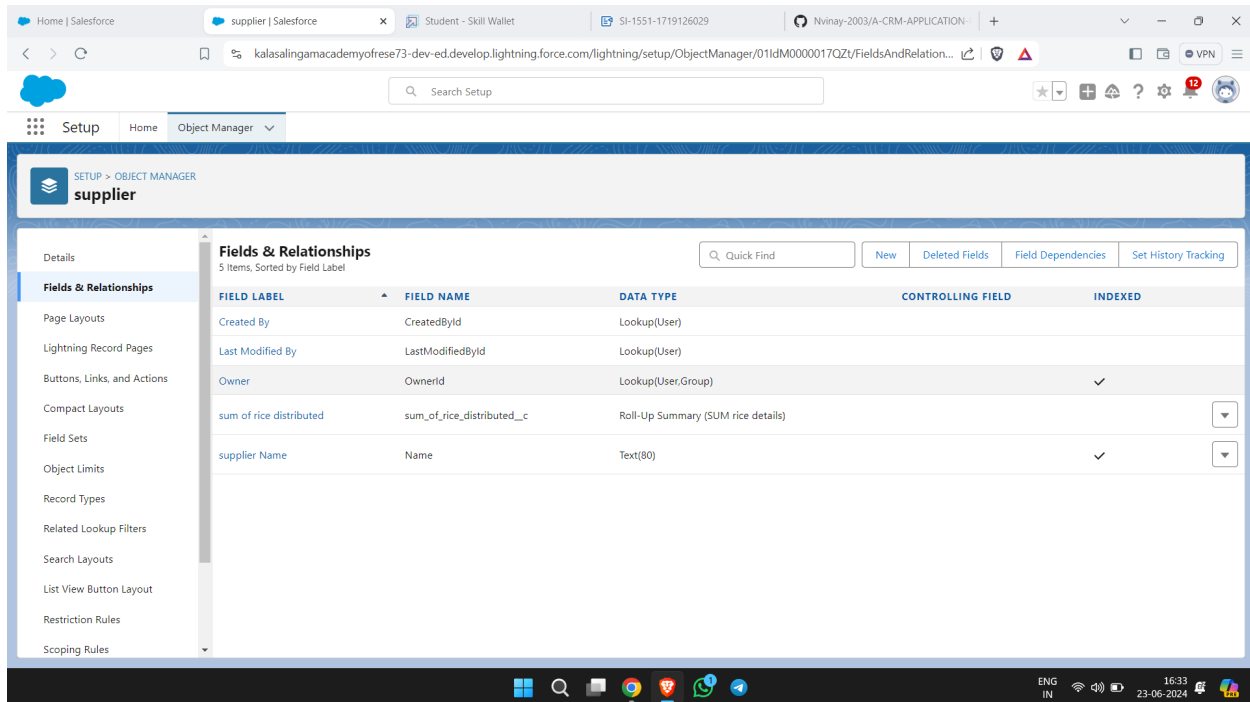 Home | Salesforce
supplier | Salesforce
Student - Skill Wallet
SI-1551-1719126029
Nvinay-2003/A-CRM-APPLICATION-
kalasalingamacademyofrese73-dev-ed.develop.lightning.force.com/lightning/setup/ObjectManager/01IdM0000017QZt/FieldsAndRelation...
VPN
Search Setup
12
Setup
Home
Object Manager
SETUP > OBJECT MANAGER
supplier
Details
Fields & Relationships
Page Layouts
Lightning Record Pages
Buttons, Links, and Actions
Compact Layouts
Field Sets
Object Limits
Record Types
Related Lookup Filters
Search Layouts
List View Button Layout
Restriction Rules
Scoping Rules
Fields & Relationships
5 Items, Sorted by Field Label
Quick Find
New
Deleted Fields
Field Dependencies
Set History Tracking
FIELD LABEL FIELD NAME DATA TYPE CONTROLLING FIELD INDEXED
Created By CreatedById Lookup(User)
Last Modified By LastModifiedById Lookup(User)
Owner OwnerId Lookup(User,Group)
sum of rice distributed sum_of_rice_distributed__c Roll-Up Summary (SUM rice details)
supplier Name Name Text(80)
1
ENG
IN
16:33
23-06-2024
PRE